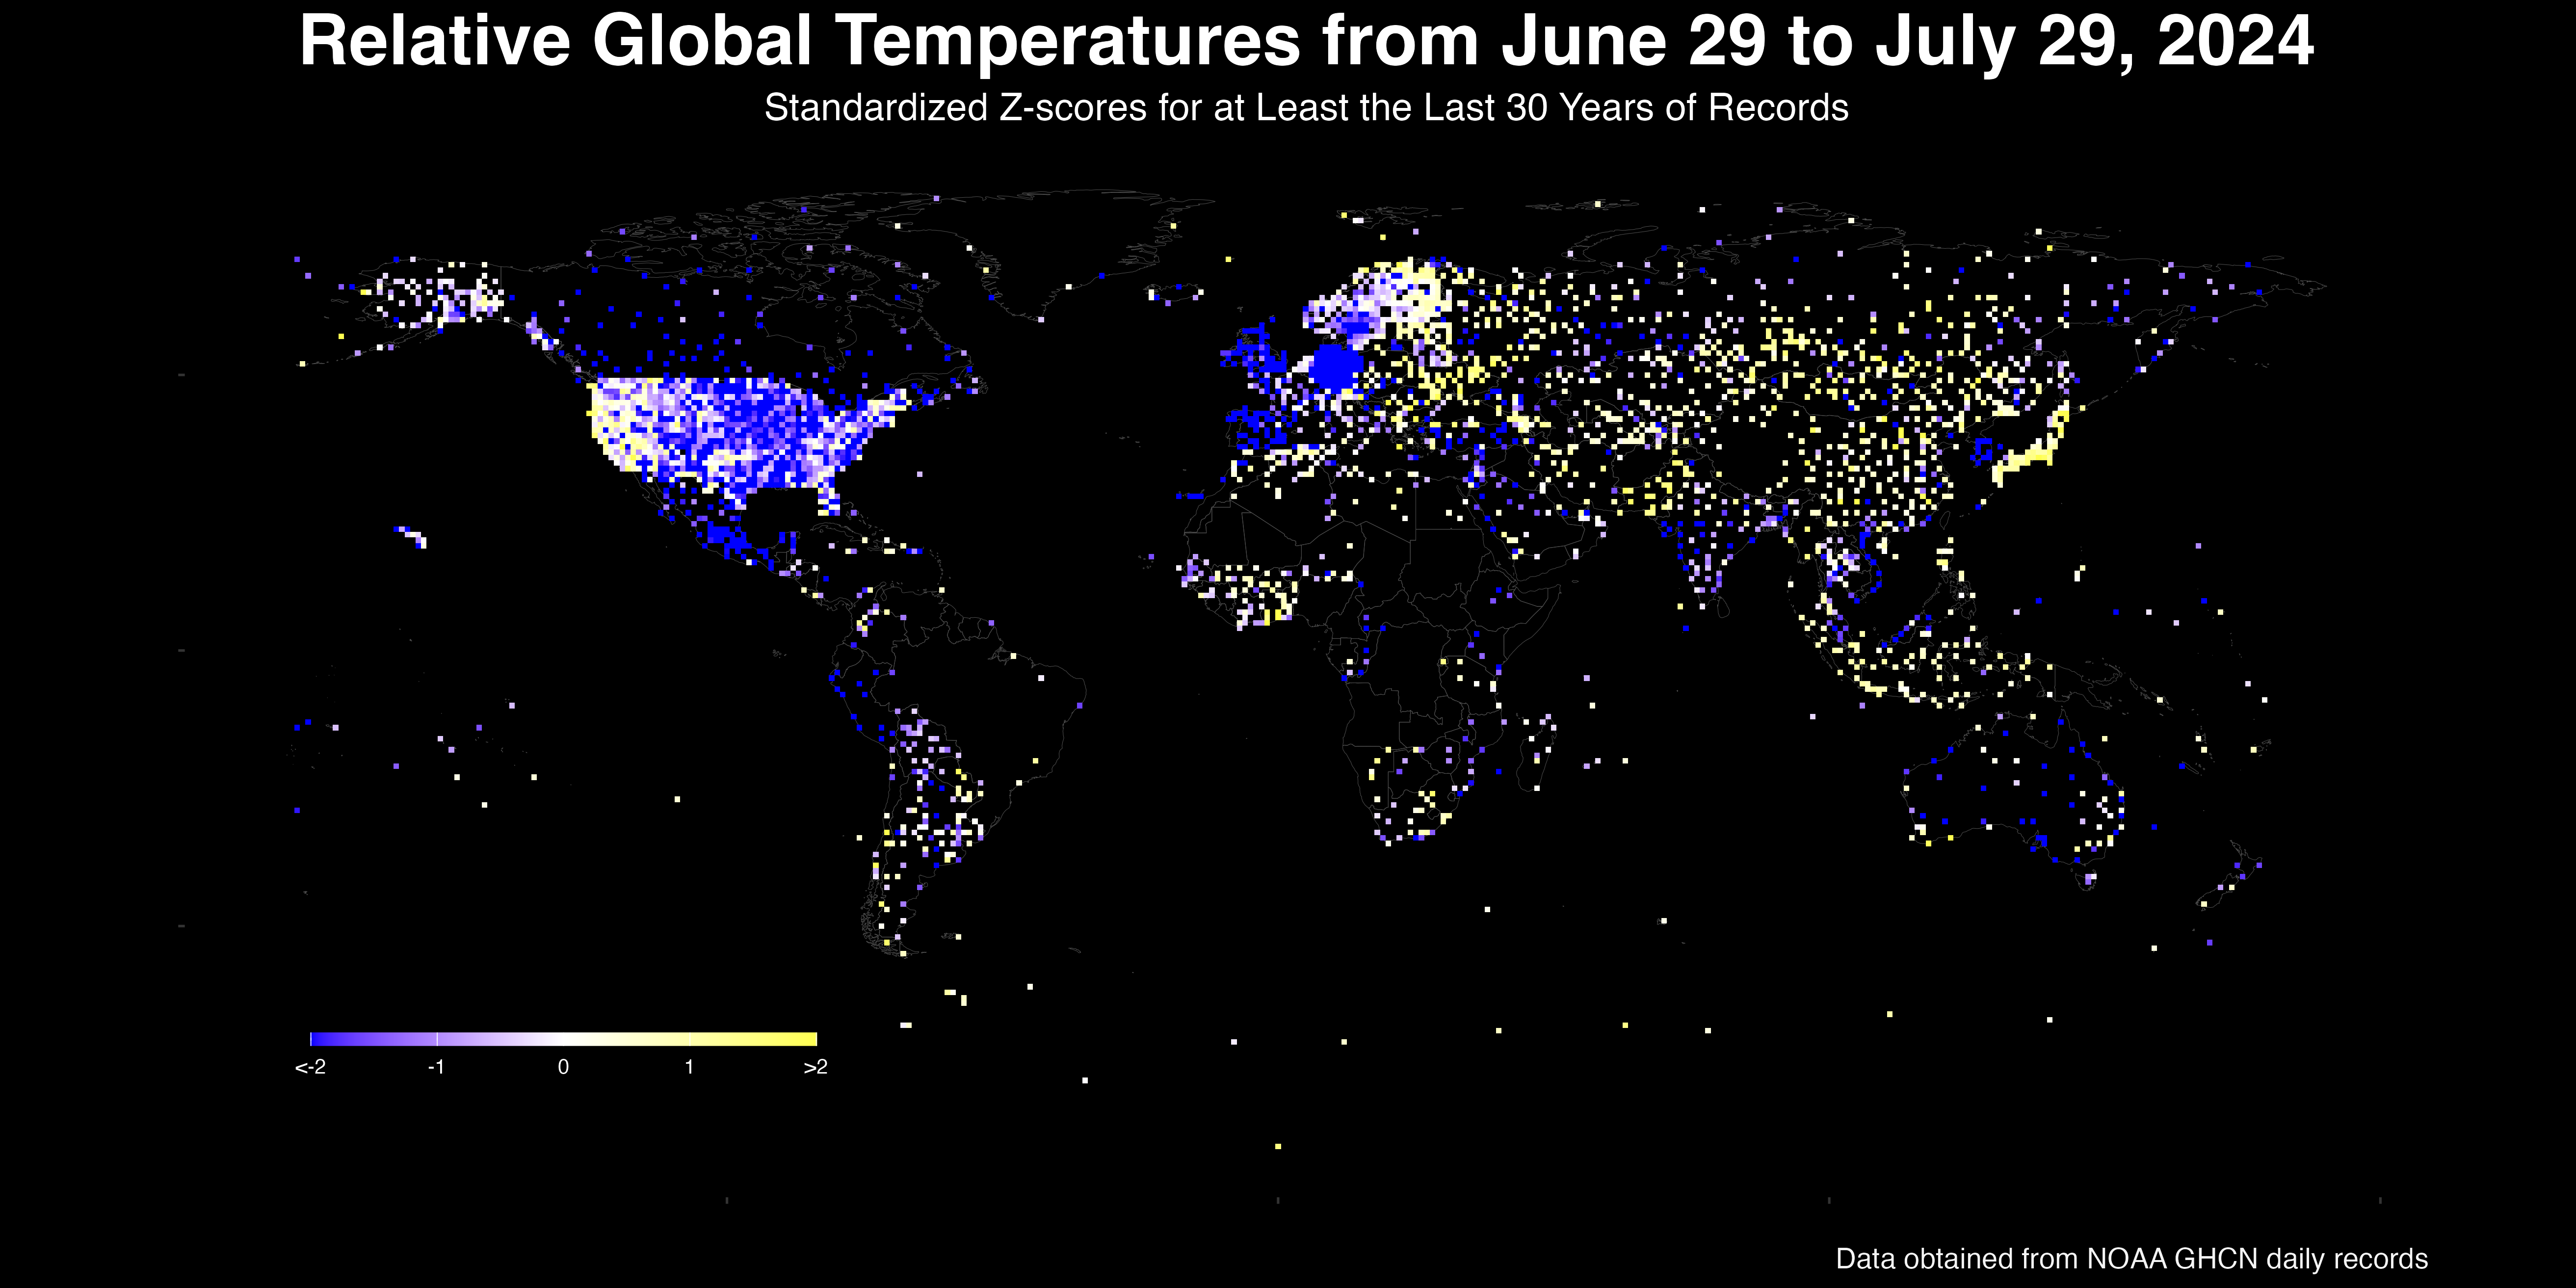 Relative Global Temperatures from June 29 to July 29, 2024
Standardized Z-scores for at Least the Last 30 Years of Records
<-2 -1 0 1 >2
Data obtained from NOAA GHCN daily records